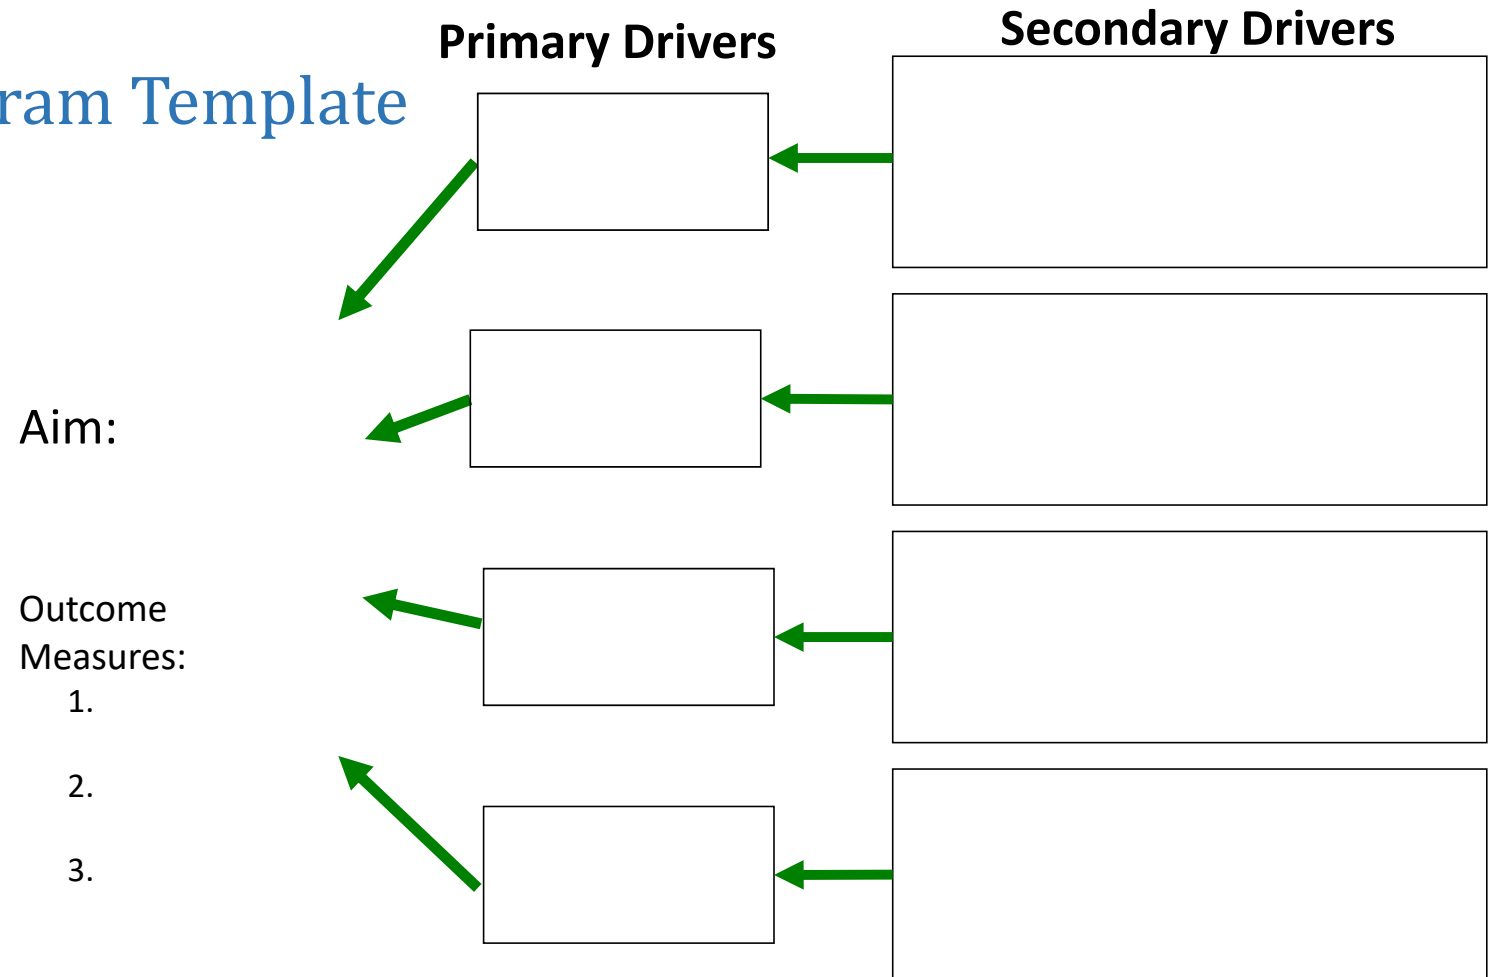 Primary Drivers
Secondary Drivers
ram Template
Aim:
Outcome
Measures:
1.
2.
3.